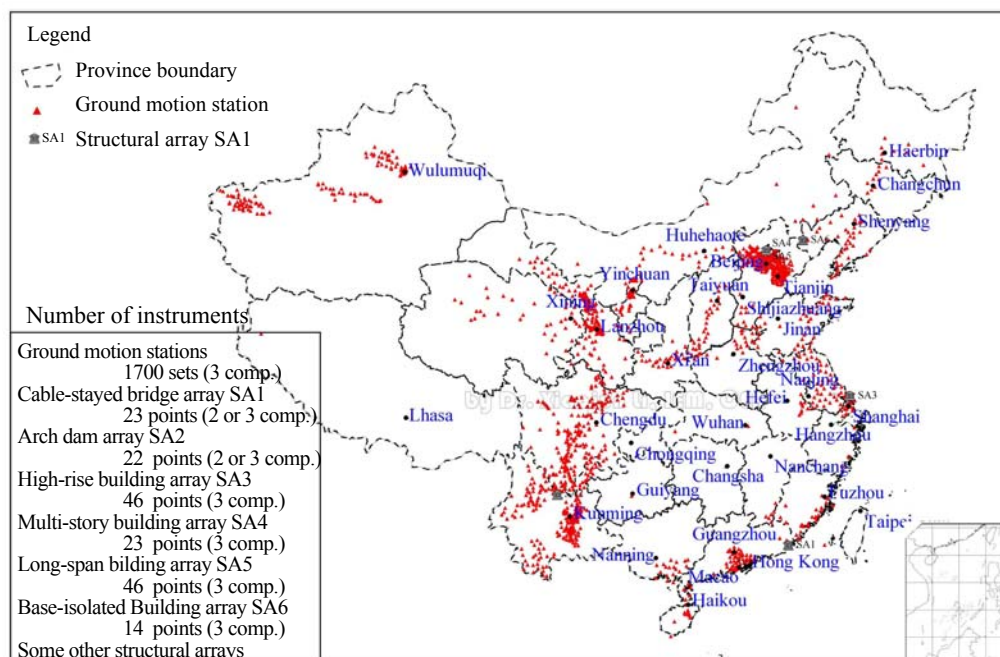 Legend
Province boundary
Ground motion station
SA1 Structural array SA1
Number of instruments
Ground motion stations
1700 sets (3 comp.)
Cable-stayed bridge array SA1
23 points (2 or 3 comp.)
Arch dam array SA2
22 points (2 or 3 comp.)
High-rise building array SA3
46 points (3 comp.)
Multi-story building array SA4
23 points (3 comp.)
Long-span bilding array SA5
46 points (3 comp.)
Base-isolated Building array SA6
14 points (3 comp.)
Some other structural arrays
Haerbin
Wulumuqi
Changchun
Shenyang
Huhehaote
SA4
Beijing
Yinchuan
Taiyuan
Tianjin
Xining
Shijiazhuang
Lanzhou
Jinan
Xi'an
Zhengzhou
Nanjing
by Dr.
Hefei
SA3
Lhasa
Chengdu
Wuhan
Shanghai
Hangzhou
Chongqing
Nanchang
Changsha
Guiyang
Fuzhou
Kunming
Taipei
Guangzhou
SA1
Nanning
Hong Kong
Macao
Haikou